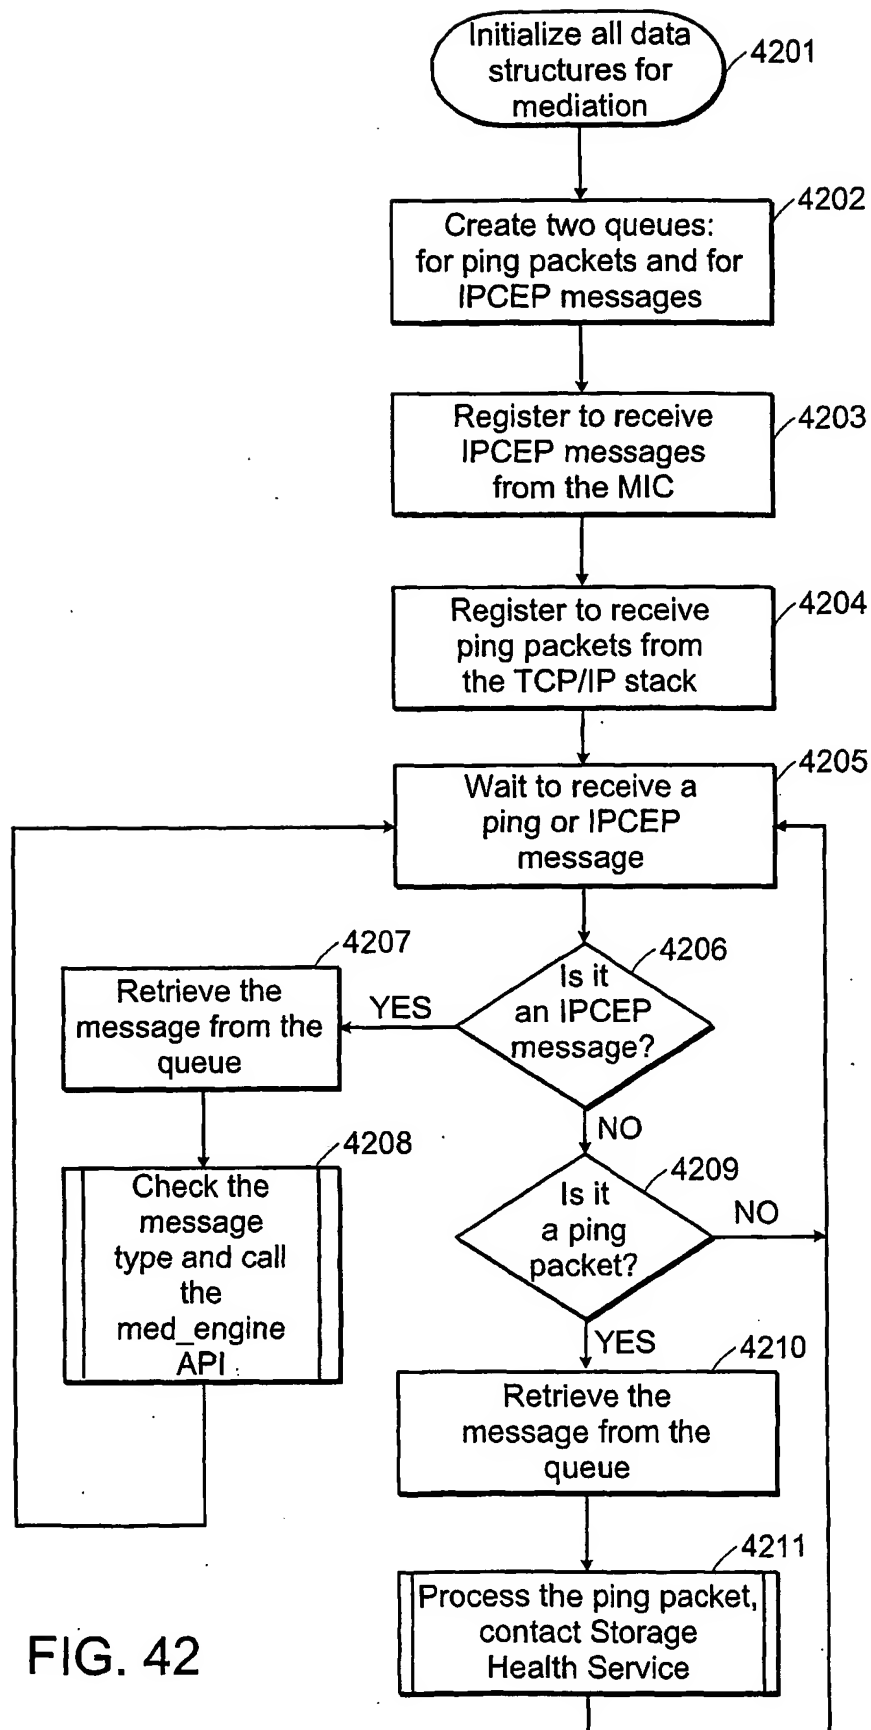 Initialize all data
structures for
mediation
4201
4202
Create two queues:
for ping packets and for
IPCEP messages
4203
Register to receive
IPCEP messages
from the MIC
4204
Register to receive
ping packets from
the TCP/IP stack
4205
Wait to receive a
ping or IPCEP
message
4206
Is it
an IPCEP
message?
YES
4207
Retrieve the
message from the
queue
4208
Check the
message
type and call
the
med_engine
API
NO
4209
Is it
a ping
packet?
NO
YES
4210
Retrieve the
message from the
queue
4211
Process the ping packet,
contact Storage
Health Service
FIG. 42